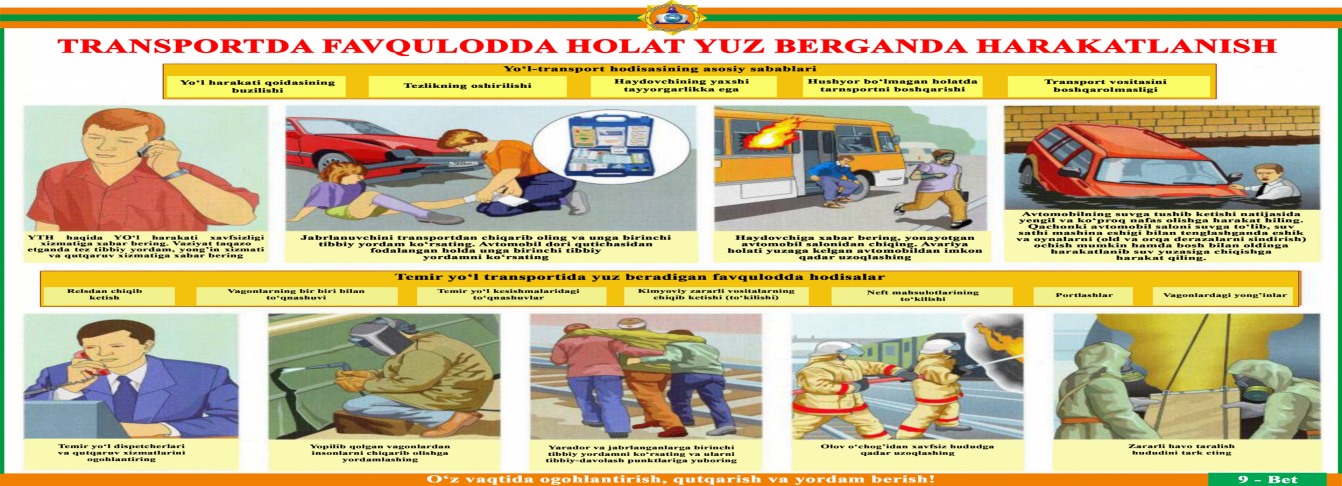 TRANSPORTDA FAVQULODDA HOLAT YUZ BERGANDA HARAKATLANISH
Yo‘l-transport hodisasining asosiy sabablari
Yo‘l harakati qoidasining
buzilishi
Tezlikning oshirilishi
Haydovchining yaxshi
tayyorgarlikka ega
Hushyor bo‘lmagan holatda
tarnsportni boshqarishi
Transport vositasini
boshqarolmasligi
YTH haqida YO‘l harakati xavfsizligi
xizmatiga xabar bering. Vaziyat taqazo
etganda tez tibbiy yordam, yong‘in xizmati
va qutqaruv xizmatiga xabar bering
Jabrlanuvchini transportdan chiqarib oling va unga birinchi
tibbiy yordam ko‘rsating. Avtomobil dori qutichasidan
fodalangan holda unga birinchi tibbiy
yordamni ko‘rsating
Haydovchiga xabar bering, yonayotgan
avtomobil salonidan chiqing. Avariya
holati yuzaga kelgan avtomobildan imkon
qadar uzoqlashing
Avtomobilning suvga tushib ketishi natijasida
yengil va ko‘proq nafas olishga harakat hiling.
Qachonki avtomobil saloni suvga to‘lib, suv
sathi mashina eshigi bilan tenglashganda eshik
va oynalarni (old va orqa derazalarni sindirish)
ochish mumkin hamda bosh bilan oldinga
harakatlanib suv yuzasiga chiqishga
harakat qiling.
Temir yo‘l transportida yuz beradigan favqulodda hodisalar
Relsdan chiqib
ketish
Vagonlarning bir biri bilan
to‘qnashuvi
Temir yo‘l kesishmalaridagi
to‘qnashuvlar
Kimyoviy zararli vositalarning
chiqib ketishi (to‘kilishi)
Neft mahsulotlarining
to‘kilishi
Portlashlar
Vagonlardagi yong‘inlar
Temir yo‘l dispetcherlari
va qutqaruv xizmatlarini
ogohlantiring
Yopilib qolgan vagonlardan
insonlarni chiqarib olishga
yordamlashing
Yarador va jabrlanganlarga birinchi
tibbiy yordamni ko‘rsating va ularni
tibbiy-davolash punktlariga yuboring
Olov o‘chog‘idan xavfsiz hududga
qadar uzoqlashing
Zararli havo taralish
hududini tark eting
O‘z vaqtida ogohlantirish, qutqarish va yordam berish!
9 - Bet